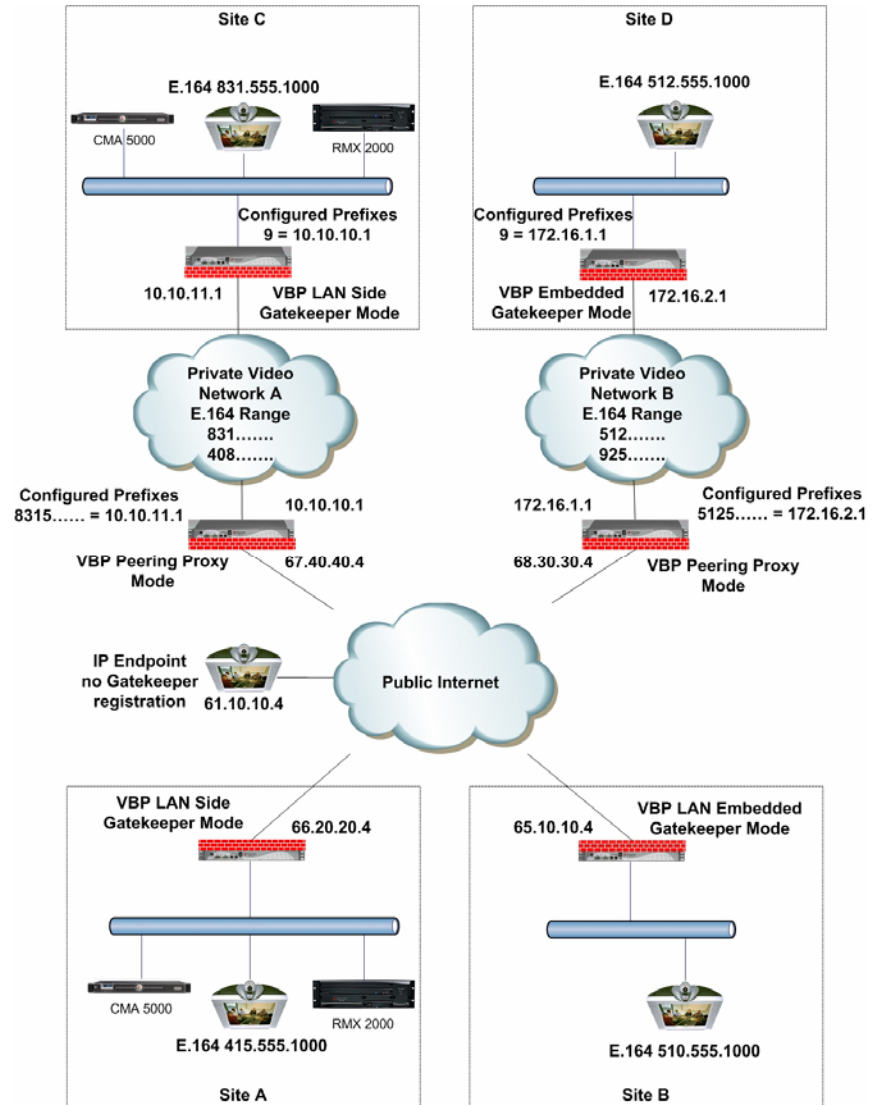 Site C
E.164 831.555.1000
CMA 5000
RMX 2000
Configured Prefixes
9 = 10.10.10.1
10.10.11.1
VBP LAN Side
Gatekeeper Mode
Site D
E.164 512.555.1000
Configured Prefixes
9 = 172.16.1.1
VBP Embedded
Gatekeeper Mode
172.16.2.1
Private Video
Network A
E.164 Range
831.......
408.......
Private Video
Network B
E.164 Range
512.......
925.......
Configured Prefixes
8315...... = 10.10.11.1
10.10.10.1
VBP Peering Proxy
Mode
67.40.40.4
172.16.1.1
Configured Prefixes
5125...... = 172.16.2.1
68.30.30.4
VBP Peering Proxy
Mode
IP Endpoint
no Gatekeeper
registration
61.10.10.4
Public Internet
VBP LAN Side
Gatekeeper Mode
66.20.20.4
CMA 5000
RMX 2000
E.164 415.555.1000
Site A
65.10.10.4
VBP LAN Embedded
Gatekeeper Mode
E.164 510.555.1000
Site B